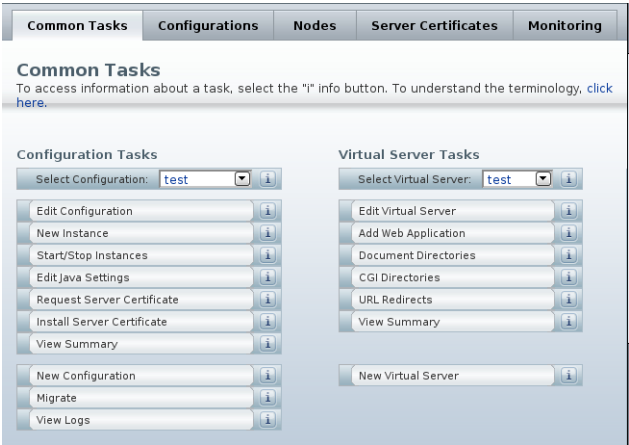 Common Tasks
Configurations
Nodes
Server Certificates
Monitoring
Common Tasks
To access information about a task, select the "i" info button. To understand the terminology, click
here.
Configuration Tasks
Select Configuration: test i
Edit Configuration i
New Instance i
Start/Stop Instances i
Edit Java Settings i
Request Server Certificate i
Install Server Certificate i
View Summary i
New Configuration i
Migrate i
View Logs i
Virtual Server Tasks
Select Virtual Server: test i
Edit Virtual Server i
Add Web Application i
Document Directories i
CGI Directories i
URL Redirects i
View Summary i
New Virtual Server i